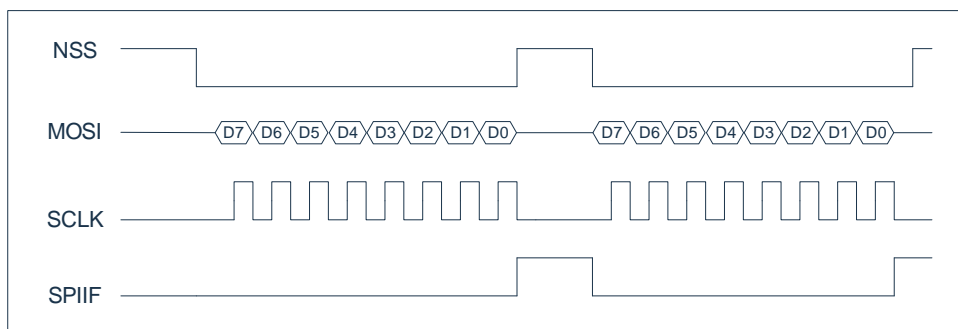 NSS
MOSI D7 D6 D5 D4 D3 D2 D1 D0 D7 D6 D5 D4 D3 D2 D1 D0
SCLK
SPIIF